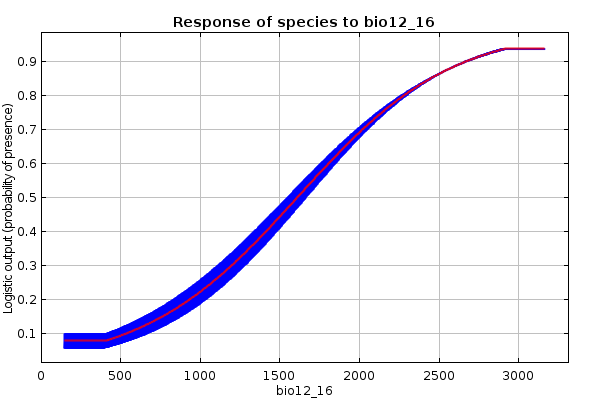 Response of species to bio12_16
Logistic output (probability of presence)
0.9
0.8
0.7
0.6
0.5
0.4
0.3
0.2
0.1
0 500 1000 1500 2000 2500 3000
bio12_16